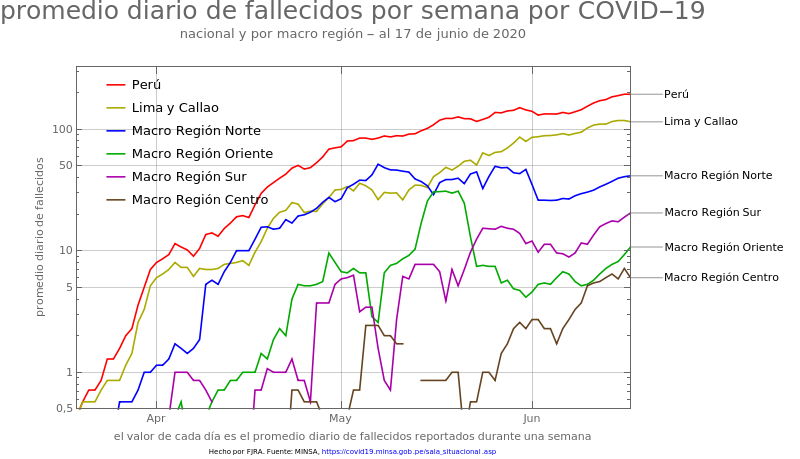 promedio diario de fallecidos por semana por COVID–19
nacional y por macro región – al 17 de junio de 2020
Perú
Lima y Callao
Macro Región Norte
Macro Región Oriente
Macro Región Sur
Macro Región Centro
promedio diario de fallecidos
100
50
10
5
1
0,5
Apr
May
Jun
Perú
Lima y Callao
Macro Región Norte
Macro Región Sur
Macro Región Oriente
Macro Región Centro
el valor de cada día es el promedio diario de fallecidos reportados durante una semana
Hecho por FJRA. Fuente: MINSA, https://covid19.minsa.gob.pe/sala_situacional.asp